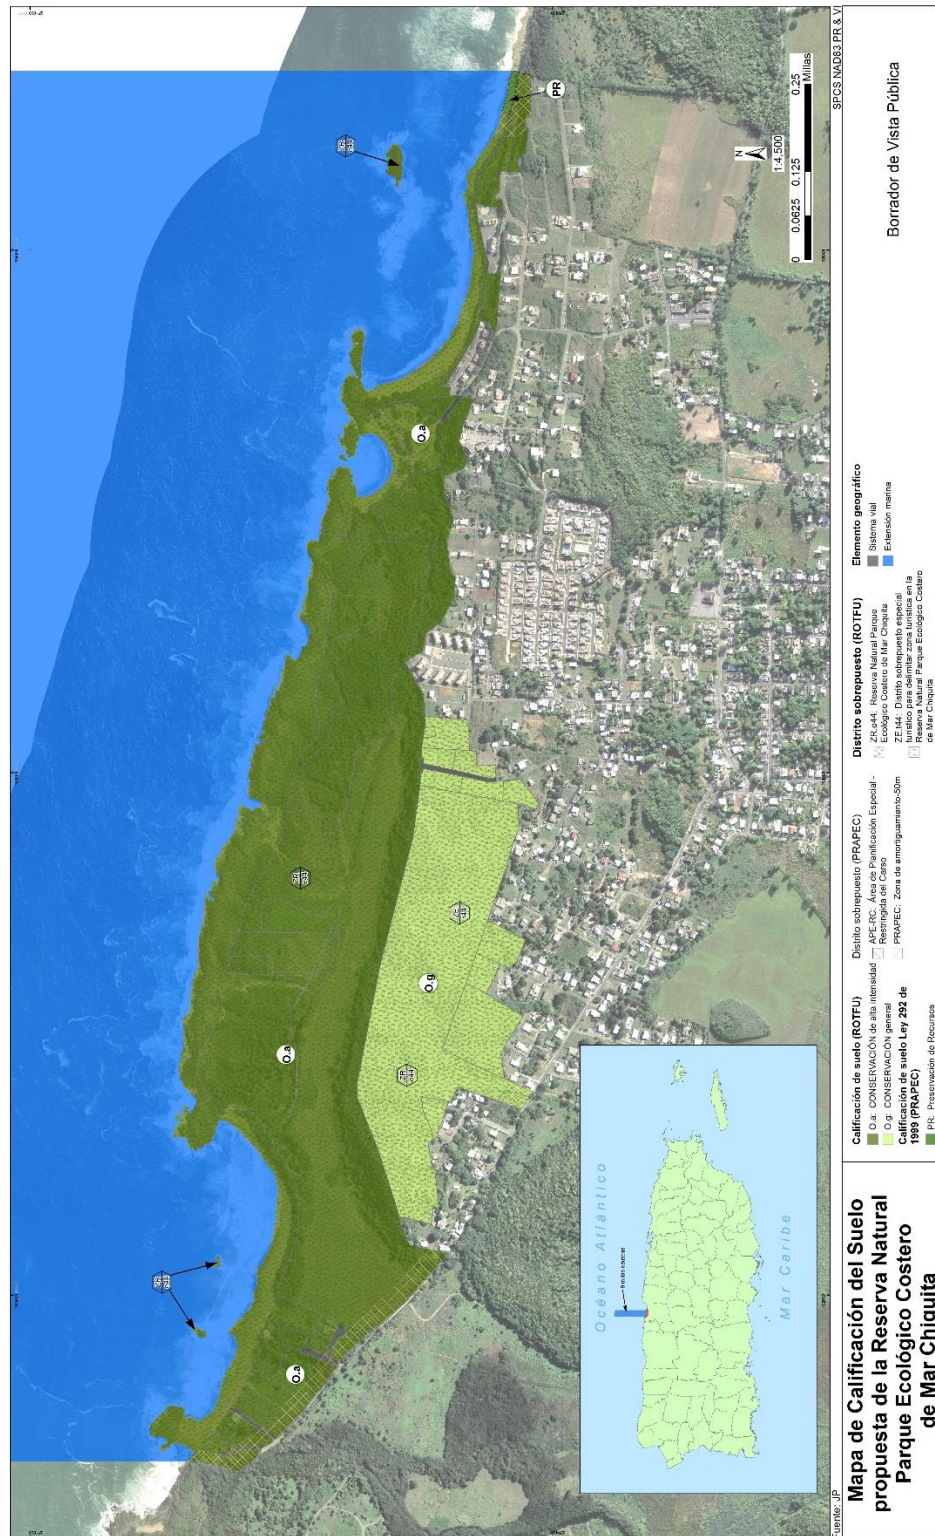 Mapa de Calificación del Suelo
propuesta de la Reserva Natural
Parque Ecológico Costero
de Mar Chiquita
Calificación de suelo (ROTFU)
O.a: CONSERVACIÓN de alta intensidad
O.g: CONSERVACIÓN general
Calificación de suelo Ley 292 de
1999 (PRAPEC)
PR: Preservación de Recursos
Distrito sobrepuesto (PRAPEC)
APE-RC: Área de Planificación Especial -
Restringida del Carso
PRAPEC: Zona de amortiguamiento-50m
Distrito sobrepuesto (ROTFU)
ZR.e44: Reserva Natural Parque
Ecológico Costero de Mar Chiquita
ZE.t44: Distrito sobrepuesto especial
turístico para delimitar zona turística en la
Reserva Natural Parque Ecológico Costero
de Mar Chiquita
Elemento geográfico
Sistema vial
Extensión marina
Borrador de Vista Pública
Fuente: JP
SPCS NAD83 PR & VI
N
1:4,500
0 0.0625 0.125 0.25
Millas
Océano Atlántico
Mar Caribe
9 millas náuticas
O.a
O.a
O.a
O.g
PR
ZR